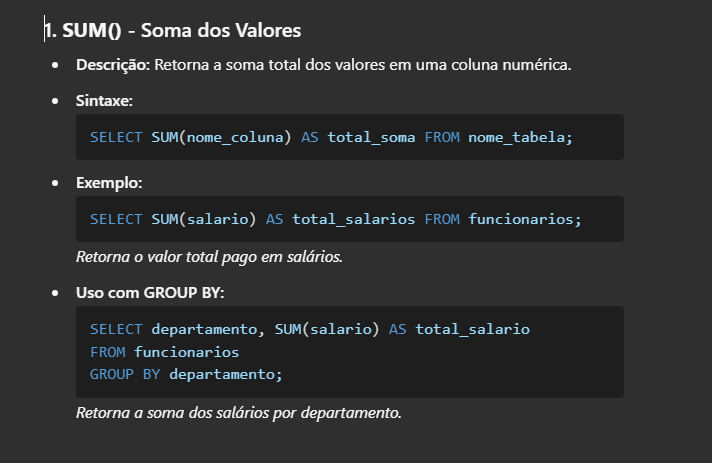 1. SUM() - Soma dos Valores
• Descrição: Retorna a soma total dos valores em uma coluna numérica.
• Sintaxe:
SELECT SUM(nome_coluna) AS total_soma FROM nome_tabela;
• Exemplo:
SELECT SUM(salario) AS total_salarios FROM funcionarios;
Retorna o valor total pago em salários.
• Uso com GROUP BY:
SELECT departamento, SUM(salario) AS total_salario
FROM funcionarios
GROUP BY departamento;
Retorna a soma dos salários por departamento.